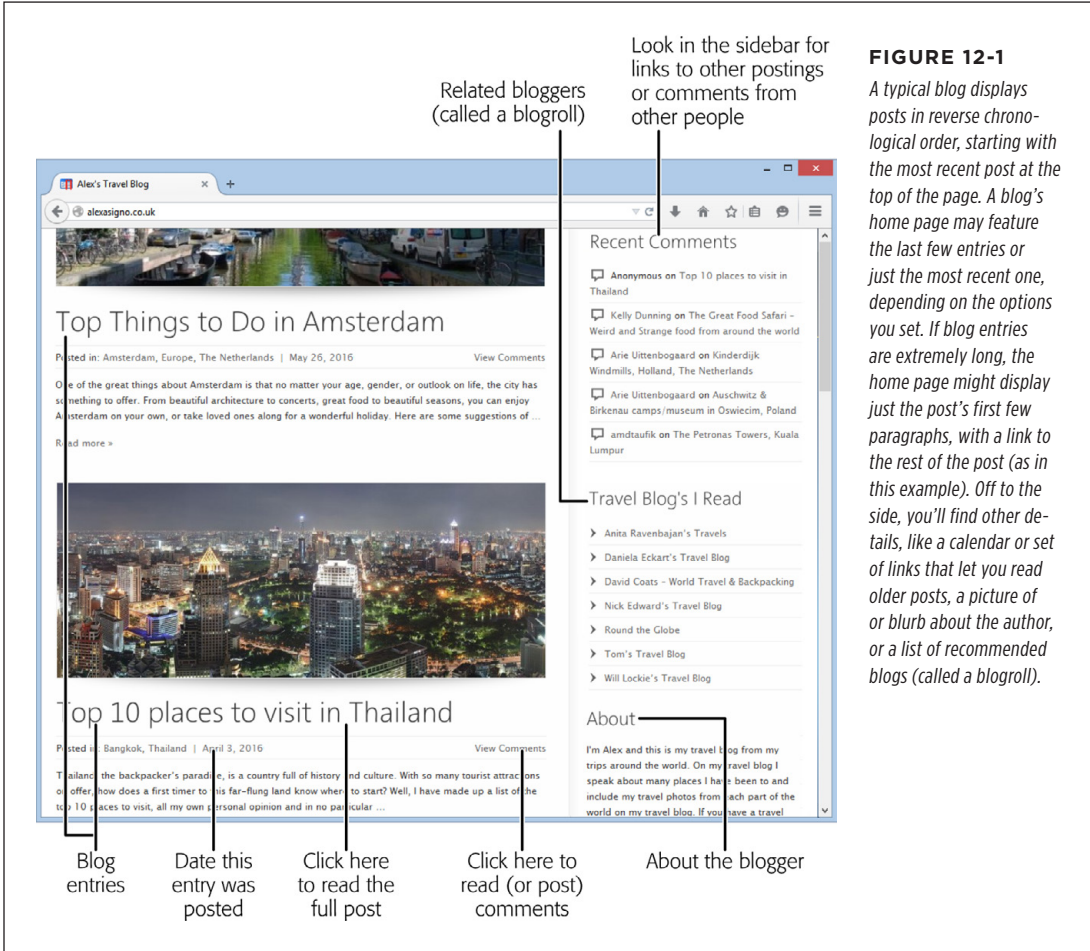 Look in the sidebar for
links to other postings
or comments from
other people
Related bloggers
(called a blogroll)
FIGURE 12-1
A typical blog displays
posts in reverse chrono-
logical order, starting with
the most recent post at the
top of the page. A blog’s
home page may feature
the last few entries or
just the most recent one,
depending on the options
you set. If blog entries
are extremely long, the
home page might display
just the post’s first few
paragraphs, with a link to
the rest of the post (as in
this example). Off to the
side, you’ll find other de-
tails, like a calendar or set
of links that let you read
older posts, a picture of
or blurb about the author,
or a list of recommended
blogs (called a blogroll).
Alex's Travel Blog
alexasigno.co.uk
Top Things to Do in Amsterdam
Posted in: Amsterdam, Europe, The Netherlands | May 26, 2016 View Comments
One of the great things about Amsterdam is that no matter your age, gender, or outlook on life, the city has
something to offer. From beautiful architecture to concerts, great food to beautiful seasons, you can enjoy
Amsterdam on your own, or take loved ones along for a wonderful holiday. Here are some suggestions of ...
Read more »
Top 10 places to visit in Thailand
Posted in: Bangkok, Thailand | April 3, 2016 View Comments
Thailand, the backpacker's paradise, is a country full of history and culture. With so many tourist attractions
on offer, how does a first timer to this far-flung land know where to start? Well, I have made up a list of the
top 10 places to visit, all my own personal opinion and in no particular ...
Recent Comments
Anonymous on Top 10 places to visit in
Thailand
Kelly Dunning on The Great Food Safari –
Weird and Strange food from around the world
Arie Uittenbogaard on Kinderdijk
Windmills, Holland, The Netherlands
Arie Uittenbogaard on Auschwitz &
Birkenau camps/museum in Oswiecim, Poland
amdtaufik on The Petronas Towers, Kuala
Lumpur
Travel Blog's I Read
Anita Ravenbajan's Travels
Daniela Eckart's Travel Blog
David Coats – World Travel & Backpacking
Nick Edward's Travel Blog
Round the Globe
Tom's Travel Blog
Will Lockie's Travel Blog
About
I'm Alex and this is my travel blog from my
trips around the world. On my travel blog I
speak about many places I have been to and
include my travel photos from each part of the
world on my travel blog. If you have a travel
Blog
entries
Date this
entry was
posted
Click here
to read the
full post
Click here to
read (or post)
comments
About the blogger